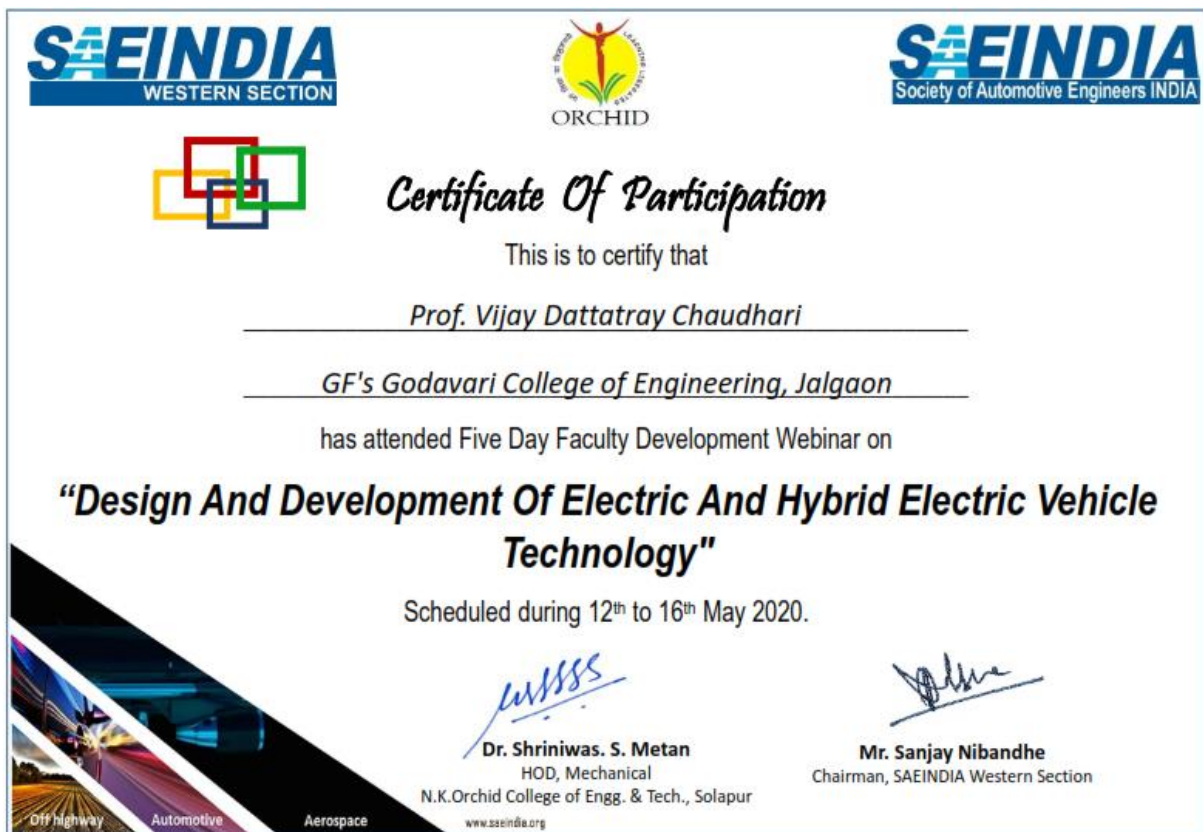 SAEINDIA
WESTERN SECTION
LEARNING LIBERATED
ORCHID
SAEINDIA
Society of Automotive Engineers INDIA
Certificate Of Participation
This is to certify that
Prof. Vijay Dattatray Chaudhari
GF's Godavari College of Engineering, Jalgaon
has attended Five Day Faculty Development Webinar on
“Design And Development Of Electric And Hybrid Electric Vehicle
Technology"
Scheduled during 12th to 16th May 2020.
Dr. Shriniwas. S. Metan
HOD, Mechanical
N.K.Orchid College of Engg. & Tech., Solapur
Mr. Sanjay Nibandhe
Chairman, SAEINDIA Western Section
Off highway
Automotive
Aerospace
www.saeindia.org